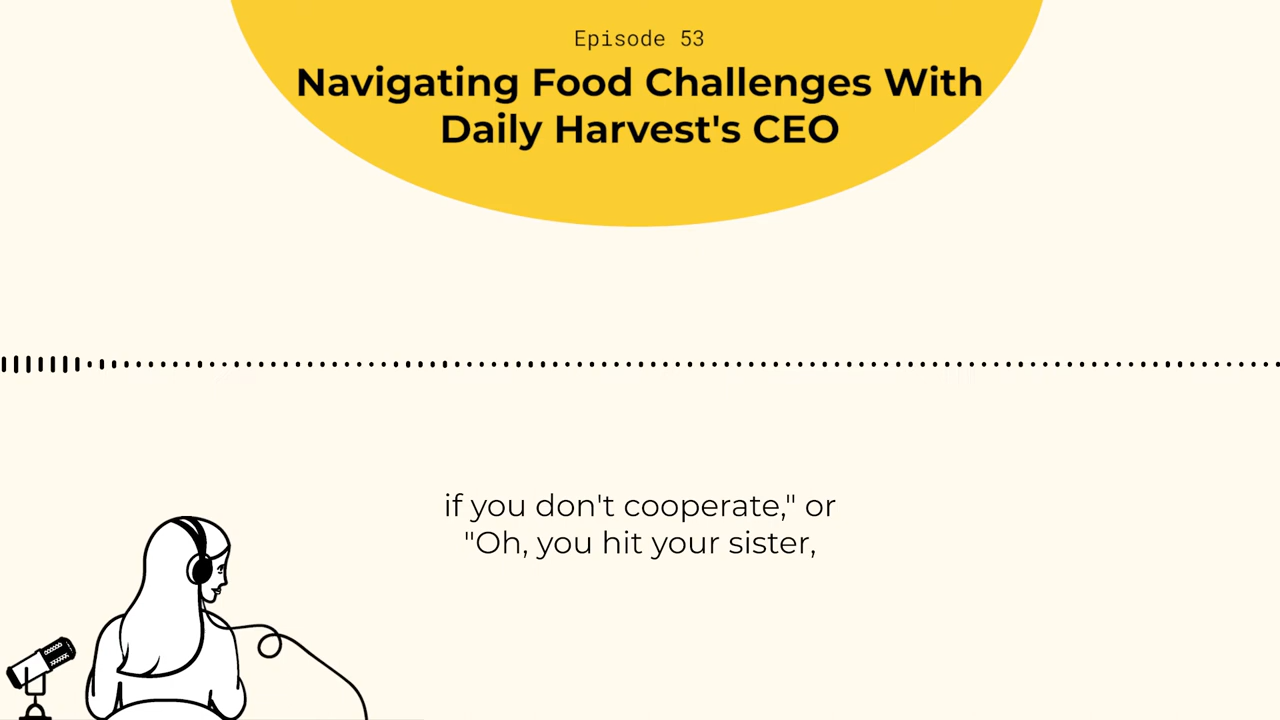 Episode 53
Navigating Food Challenges With
Daily Harvest's CEO
if you don't cooperate," or
"Oh, you hit your sister,